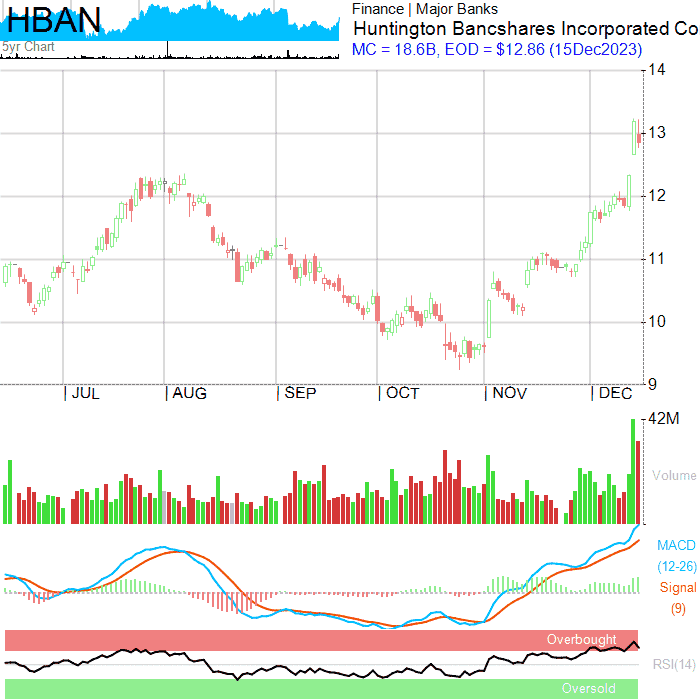 HBAN
5yr Chart
Finance | Major Banks
Huntington Bancshares Incorporated Co
MC = 18.6B, EOD = $12.86 (15Dec2023)
14
13
12
11
10
9
JUL AUG SEP OCT NOV DEC
42M
Volume
MACD
(12-26)
Signal
(9)
Overbought
RSI(14)
Oversold